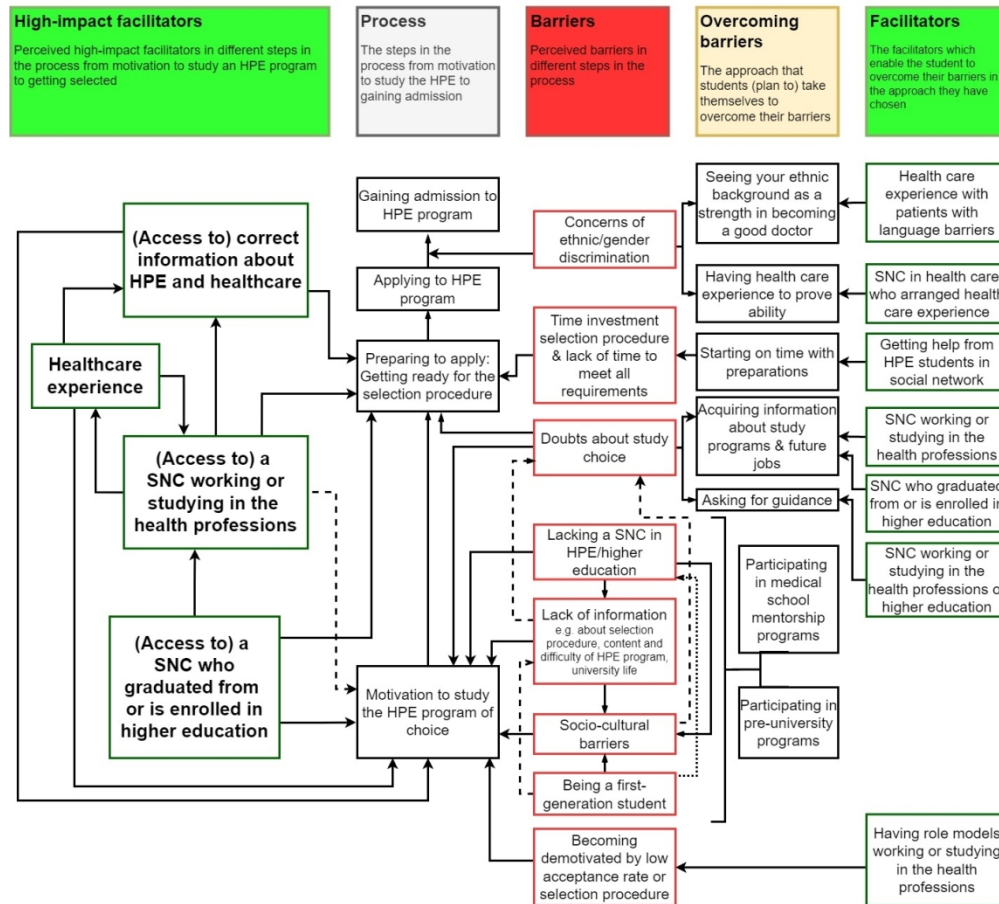 High-impact facilitators
Perceived high-impact facilitators in different steps in
the process from motivation to study an HPE program
to getting selected
Process
The steps in the
process from motivation
to study the HPE to
gaining admission
Barriers
Perceived barriers in
different steps in the
process
Overcoming
barriers
The approach that
students (plan to) take
themselves to
overcome their barriers
Facilitators
The facilitators which
enable the student to
overcome their barriers in
the approach they have
chosen
(Access to) correct
information about
HPE and healthcare
Healthcare
experience
(Access to) a
SNC working or
studying in the
health professions
(Access to) a
SNC who
graduated from
or is enrolled in
higher education
Gaining admission to
HPE program
Applying to HPE
program
Preparing to apply:
Getting ready for the
selection procedure
Motivation to study
the HPE program of
choice
Concerns of
ethnic/gender
discrimination
Time investment
selection procedure
& lack of time to
meet all
requirements
Doubts about study
choice
Lacking a SNC in
HPE/higher
education
Lack of information
e.g. about selection
procedure, content and
difficulty of HPE program,
university life
Socio-cultural
barriers
Being a first-
generation student
Becoming
demotivated by low
acceptance rate or
selection procedure
Seeing your ethnic
background as a
strength in becoming
a good doctor
Having health care
experience to prove
ability
Starting on time with
preparations
Acquiring information
about study
programs & future
jobs
Asking for guidance
Participating
in medical
school
mentorship
programs
Participating in
pre-university
programs
Health care
experience with
patients with
language barriers
SNC in health care
who arranged health
care experience
Getting help from
HPE students in
social network
SNC working or
studying in the
health professions
SNC who graduated
from or is enrolled in
higher education
SNC working or
studying in the
health professions or
higher education
Having role models
working or studying
in the health
professions